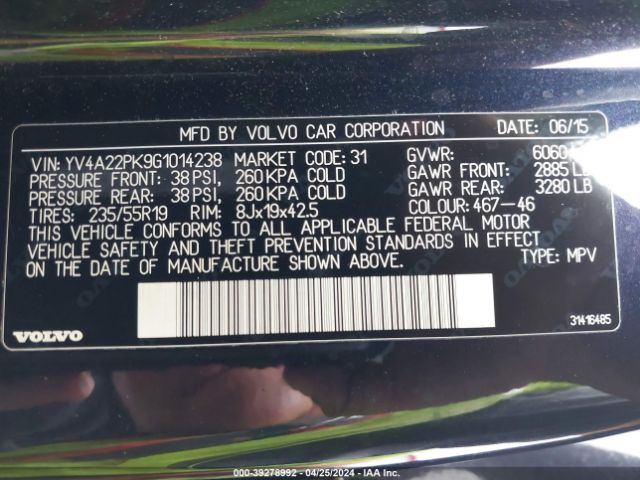 MFD BY VOLVO CAR CORPORATION DATE: 06/15
VIN: YV4A22PK9G1014238 MARKET CODE: 31 GVWR: 6060
PRESSURE FRONT: 38 PSI, 260 KPA COLD GAWR FRONT: 2885 LB
PRESSURE REAR: 38 PSI, 260 KPA COLD GAWR REAR: 3280 LB
TIRES: 235/55R19 RIM: 8Jx19x42.5 COLOUR: 467-46
THIS VEHICLE CONFORMS TO ALL APPLICABLE FEDERAL MOTOR
VEHICLE SAFETY AND THEFT PREVENTION STANDARDS IN EFFECT
ON THE DATE OF MANUFACTURE SHOWN ABOVE. TYPE: MPV
VOLVO
31416485
000-39278992 - 04/25/2024 - IAA Inc.